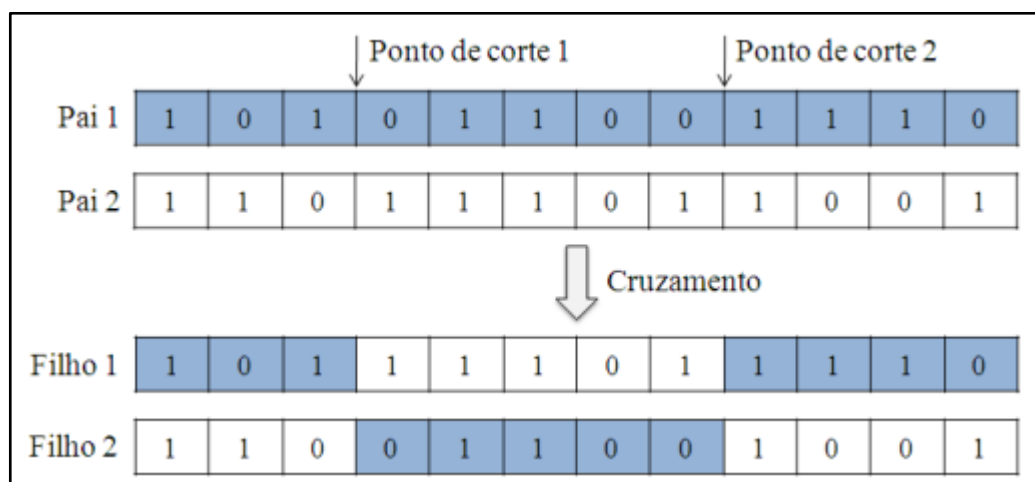 Ponto de corte 1 Ponto de corte 2
Pai 1 1 0 1 0 1 1 0 0 1 1 1 0
Pai 2 1 1 0 1 1 1 0 1 1 0 0 1
Cruzamento
Filho 1 1 0 1 1 1 1 0 1 1 1 1 0
Filho 2 1 1 0 0 1 1 0 0 1 0 0 1